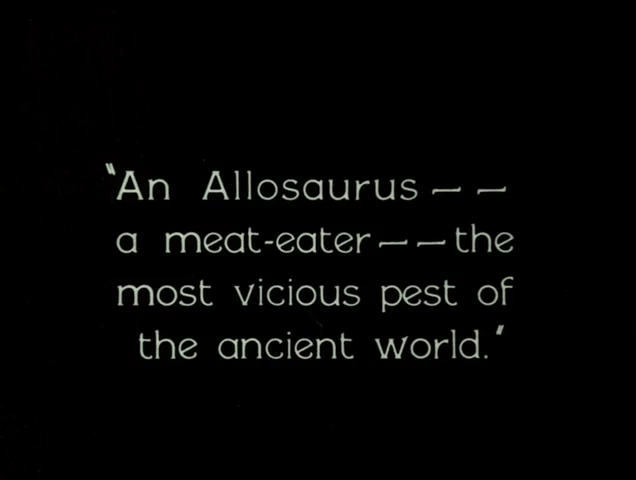 "An Allosaurus — —
a meat-eater — — the
most vicious pest of
the ancient world."